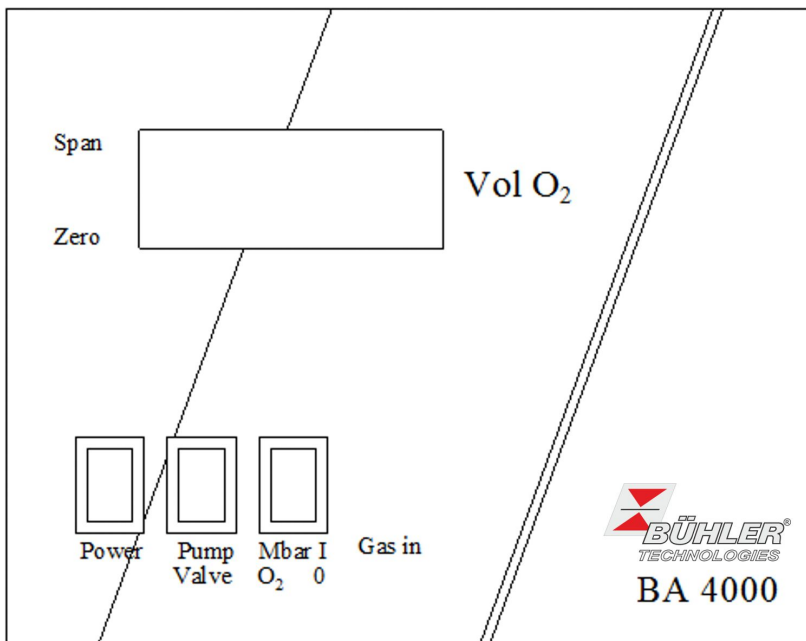 Span
Vol O₂
Zero
Power
Pump
Valve
Mbar I
O₂ 0
Gas in
BÜHLER®
TECHNOLOGIES
BA 4000